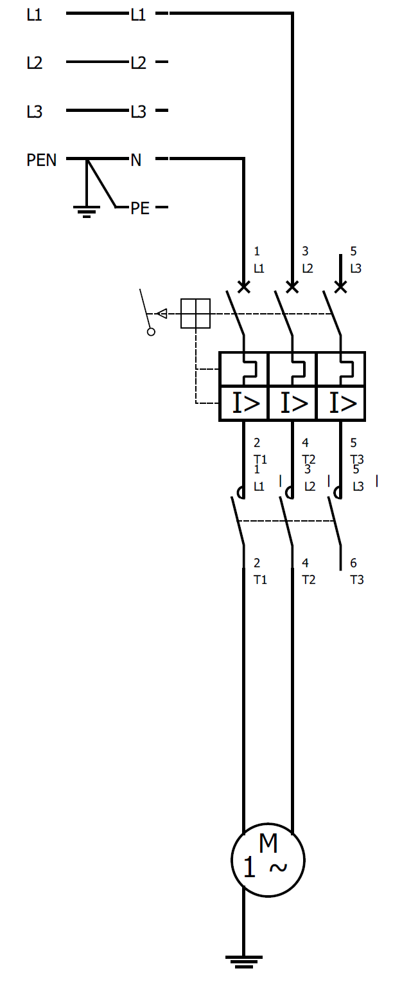 L1 L1
L2 L2
L3 L3
PEN N
PE
1 3 5
L1 L2 L3
I> I> I>
2 4 5
T1 T2 T3
1 3 5
L1 | L2 | L3 |
2 4 6
T1 T2 T3
M
1 ~